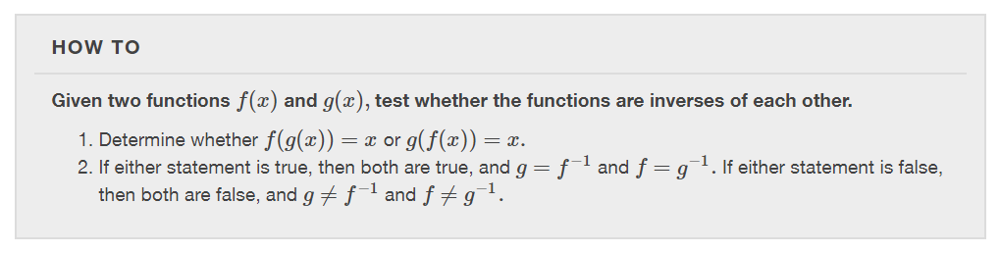 HOW TO
Given two functions f(x) and g(x), test whether the functions are inverses of each other.
1. Determine whether f(g(x)) = x or g(f(x)) = x.
2. If either statement is true, then both are true, and g = f⁻¹ and f = g⁻¹. If either statement is false,
then both are false, and g ≠ f⁻¹ and f ≠ g⁻¹.